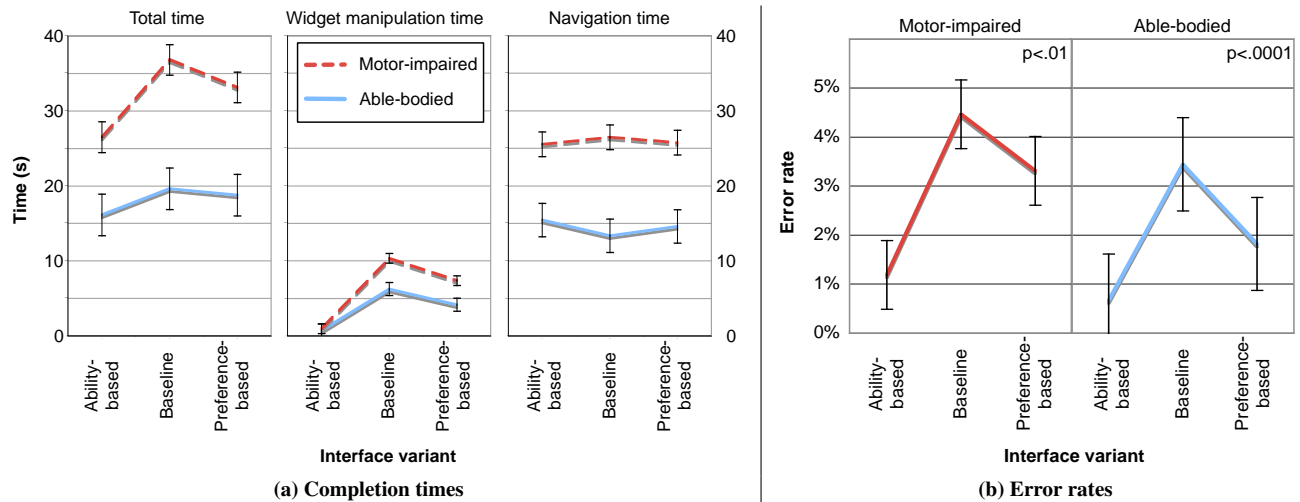 Total time
Widget manipulation time
Navigation time
Time (s)
40
30
20
10
0
Motor-impaired
Able-bodied
40
30
20
10
0
Ability-
based
Baseline
Preference-
based
Ability-
based
Baseline
Preference-
based
Ability-
based
Baseline
Preference-
based
Interface variant
(a) Completion times
Motor-impaired
Able-bodied
p<.01
p<.0001
Error rate
5%
4%
3%
2%
1%
0%
Ability-
based
Baseline
Preference-
based
Ability-
based
Baseline
Preference-
based
Interface variant
(b) Error rates